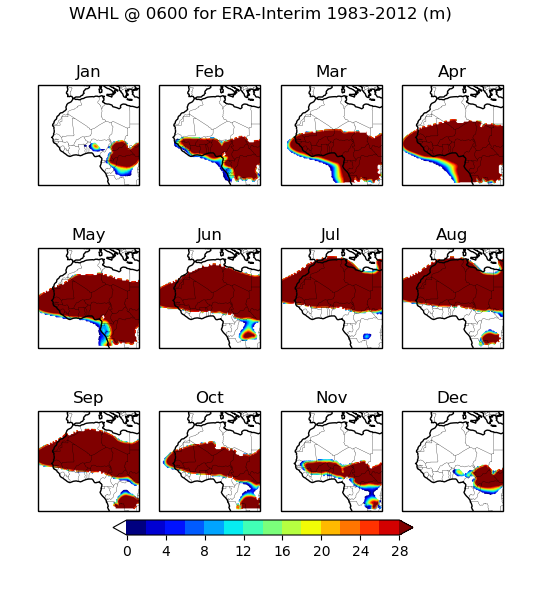 WAHL @ 0600 for ERA-Interim 1983-2012 (m)
Jan Feb Mar Apr
May Jun Jul Aug
Sep Oct Nov Dec
0 4 8 12 16 20 24 28